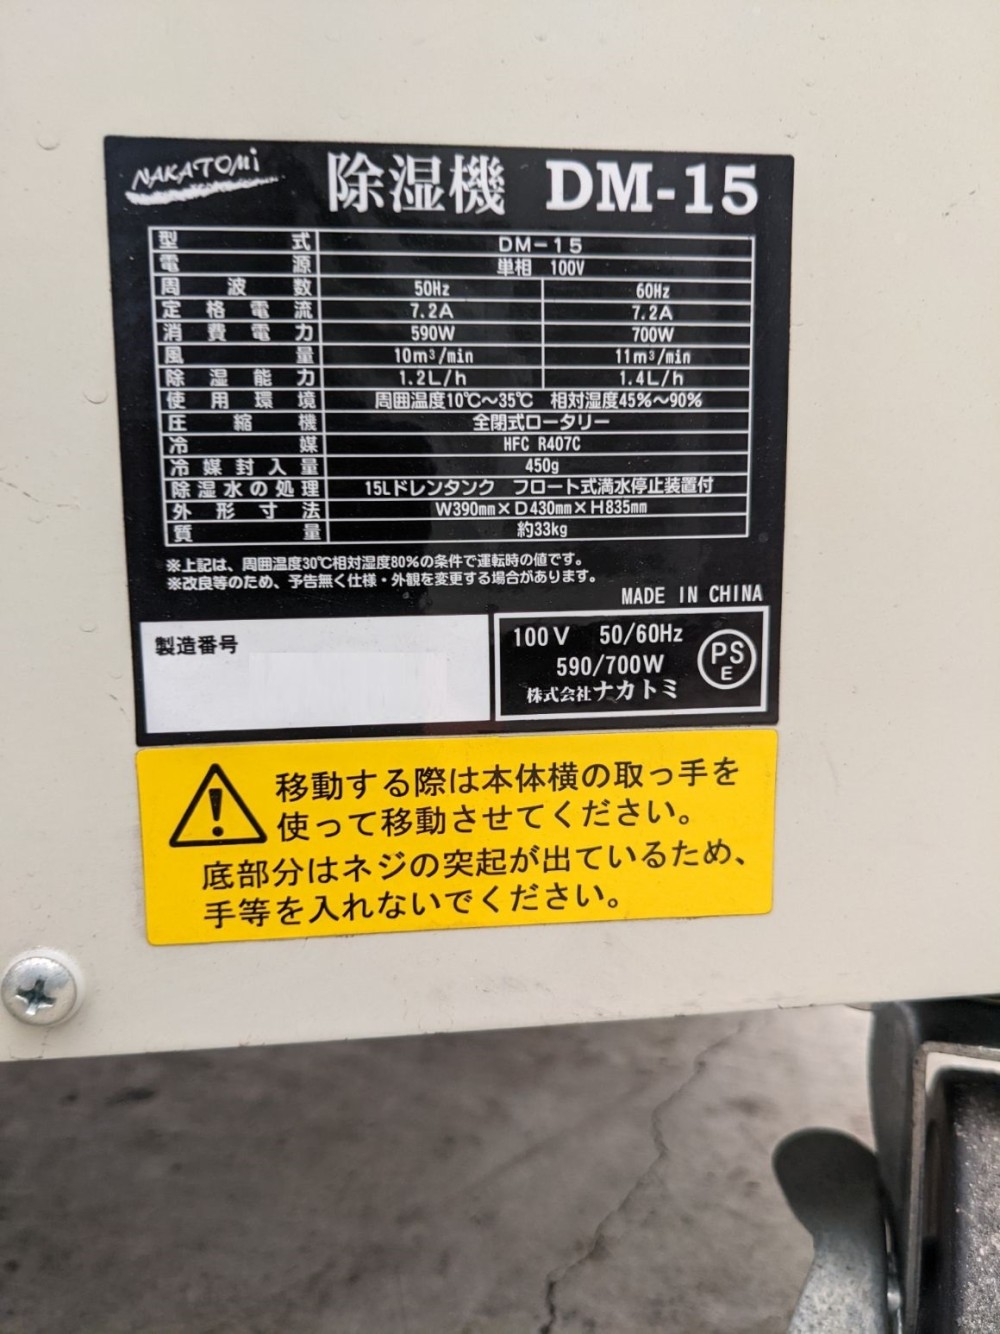 NAKATOMI 除湿機 DM-15
型式 DM-15
電源 単相 100V
周波数 50Hz 60Hz
定格電流 7.2A 7.2A
消費電力 590W 700W
風量 10m³/min 11m³/min
除湿能力 1.2L/h 1.4L/h
使用環境 周囲温度10℃～35℃ 相対湿度45%～90%
圧縮機 全閉式ロータリー
冷媒 HFC R407C
冷媒封入量 450g
除湿水の処理 15Lドレンタンク フロート式満水停止装置付
外形寸法 W390mm×D430mm×H835mm
質量 約33kg
※上記は、周囲温度30℃相対湿度80%の条件で運転時の値です。
※改良等のため、予告無く仕様・外観を変更する場合があります。
MADE IN CHINA
製造番号
100V 50/60Hz
590/700W
株式会社ナカトミ
PS
E
移動する際は本体横の取っ手を
使って移動させてください。
底部分はネジの突起が出ているため、
手等を入れないでください。